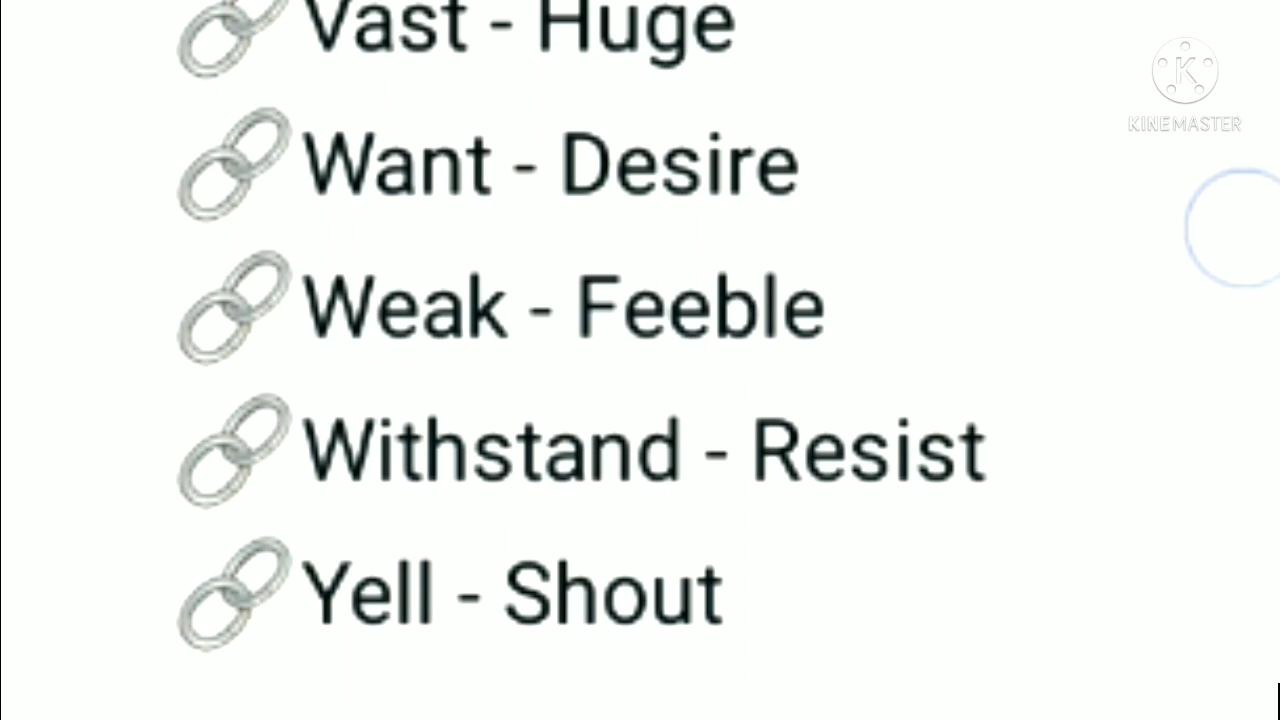 Vast - Huge
KINEMASTER
Want - Desire
Weak - Feeble
Withstand - Resist
Yell - Shout